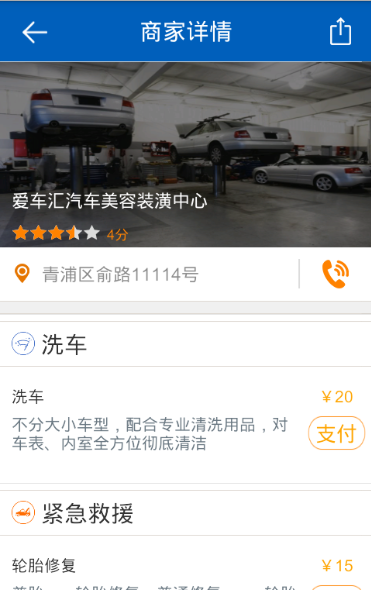 商家详情
爱车汇汽车美容装潢中心
4分
青浦区俞路11114号
洗车
洗车
￥20
不分大小车型，配合专业清洗用品，对
车表、内室全方位彻底清洁
支付
紧急救援
轮胎修复
￥15